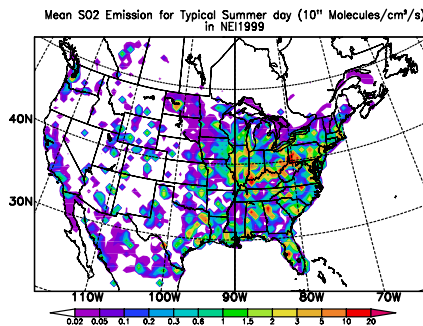 Mean SO2 Emission for Typical Summer day (10¹¹ Molecules/cm³/s)
in NEI1999
40N
30N
110W 100W 90W 80W 70W
0.02 0.05 0.1 0.2 0.3 0.6 1 1.5 2 3 5 10 20